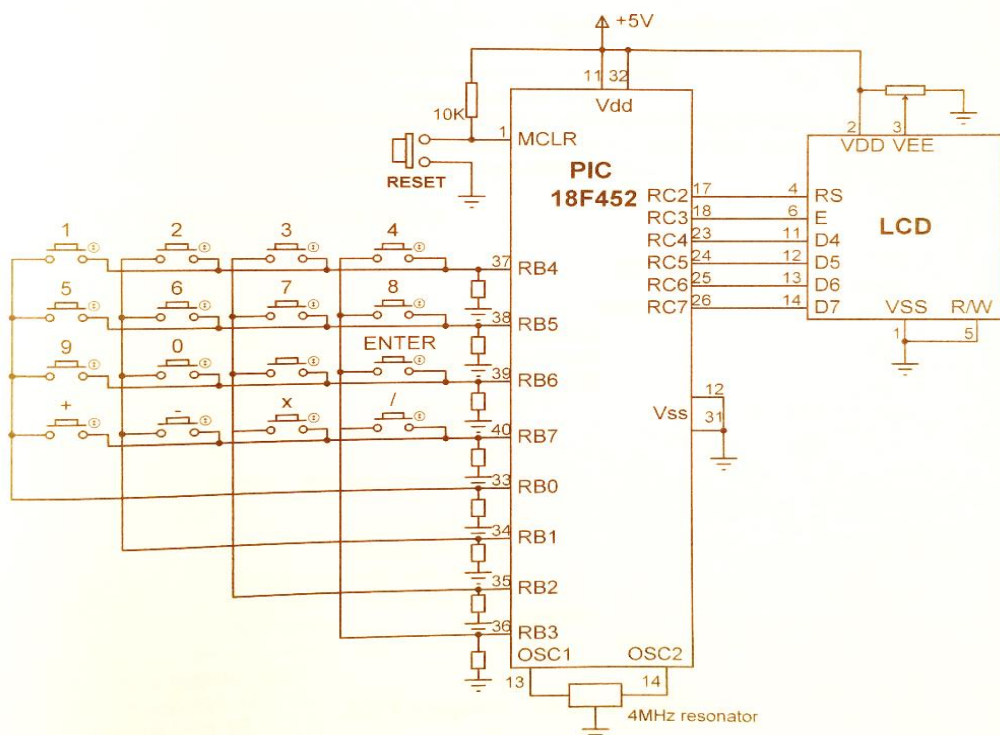 +5V
11 32
Vdd
10K
1 MCLR
RESET
PIC
18F452
2 3
VDD VEE
LCD
RC2 17 4 RS
RC3 18 6 E
RC4 23 11 D4
RC5 24 12 D5
RC6 25 13 D6
RC7 26 14 D7
VSS R/W
1 5
1 2 3 4
37 RB4
5 6 7 8
38 RB5
9 0 ENTER
39 RB6
+ - x /
40 RB7
12
Vss
31
33 RB0
34 RB1
35 RB2
36 RB3
OSC1 OSC2
13 14
4MHz resonator